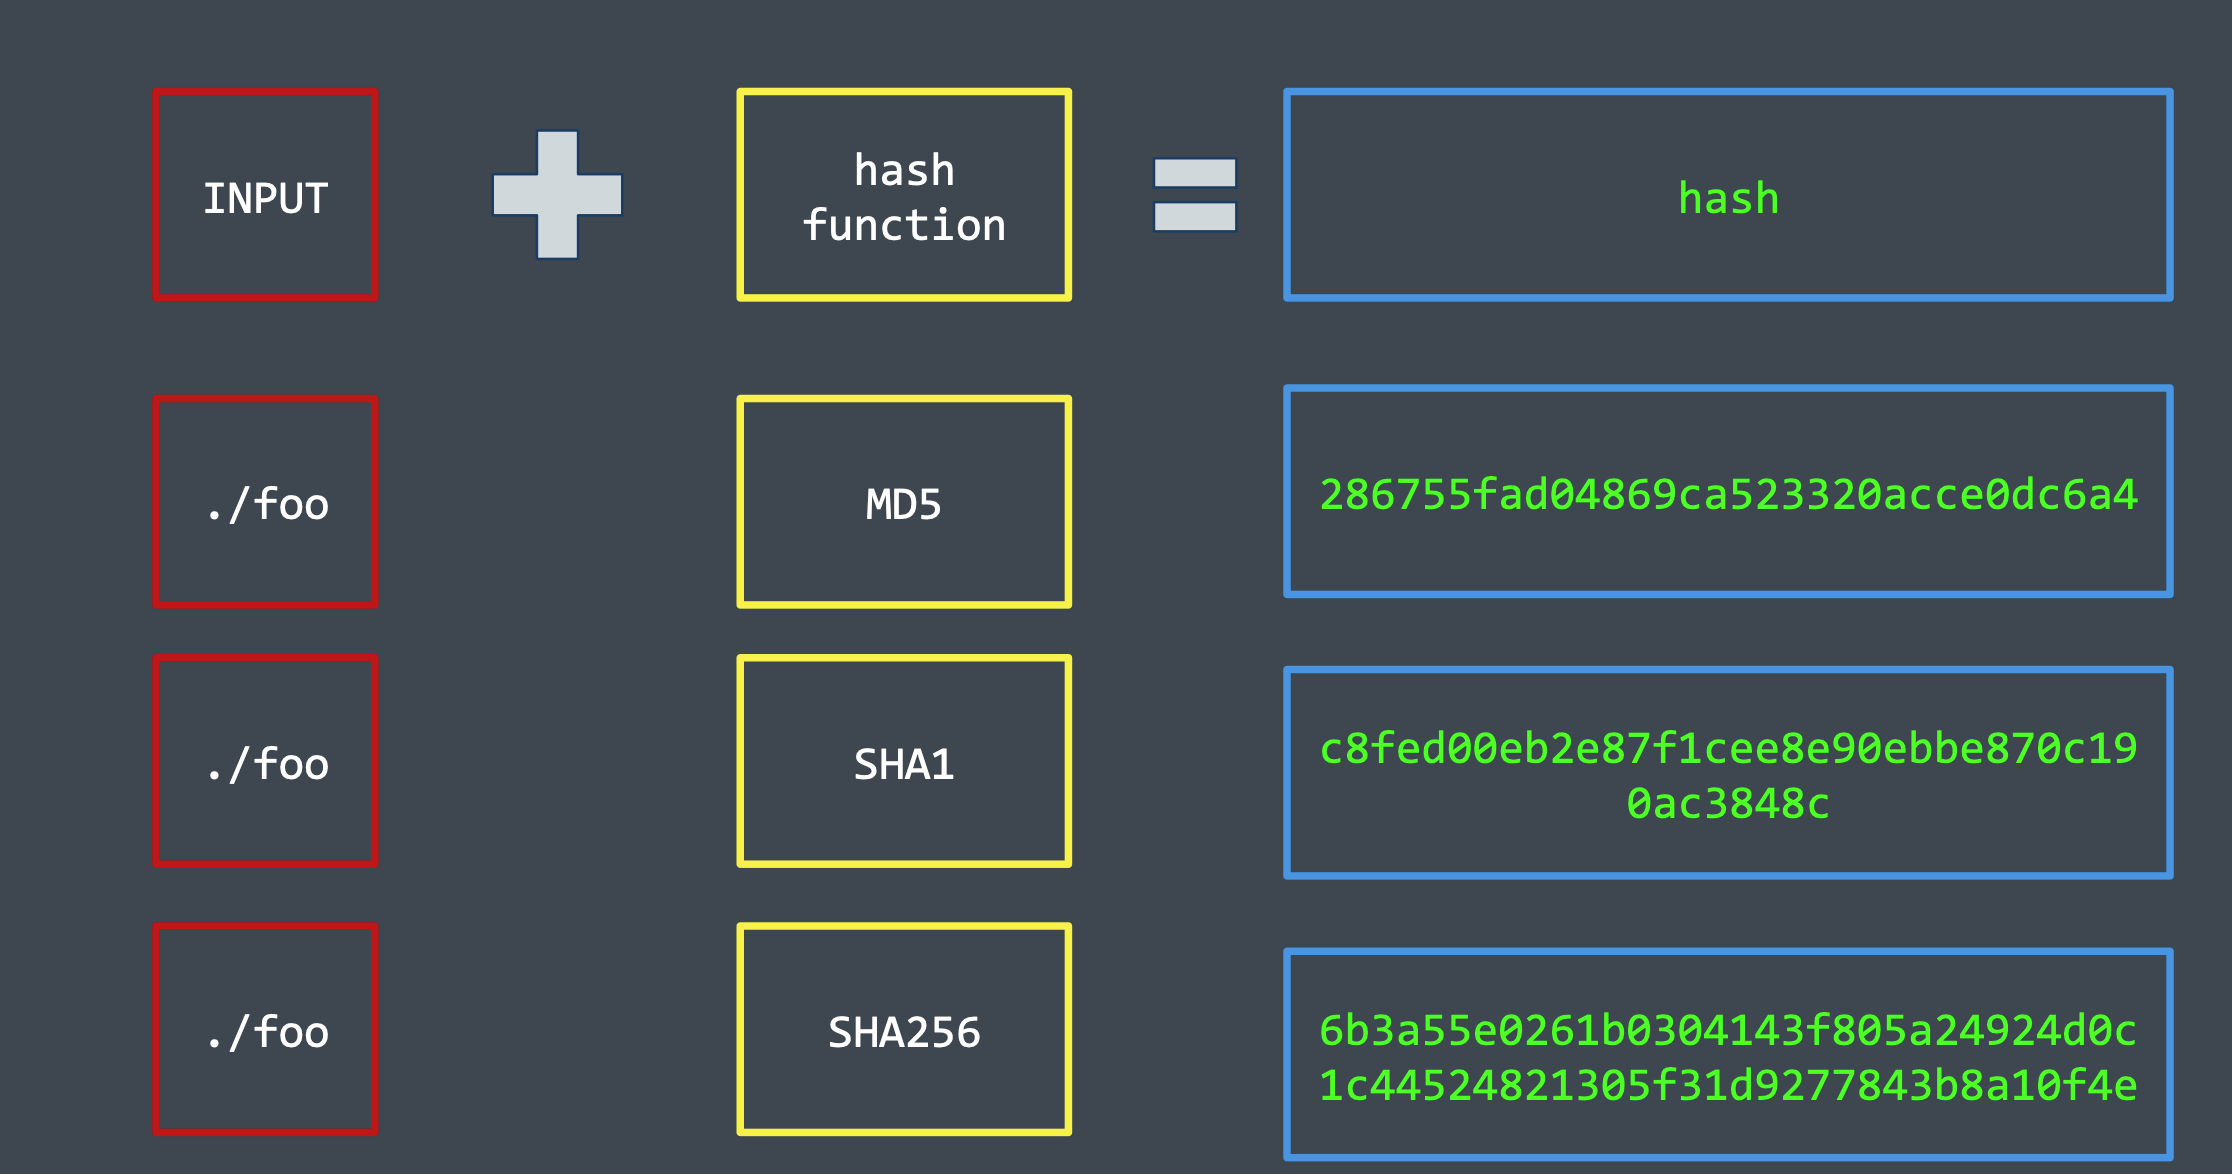 INPUT
hash
function
hash
./foo
MD5
286755fad04869ca523320acce0dc6a4
./foo
SHA1
c8fed00eb2e87f1cee8e90ebbe870c19
0ac3848c
./foo
SHA256
6b3a55e0261b0304143f805a24924d0c
1c44524821305f31d9277843b8a10f4e